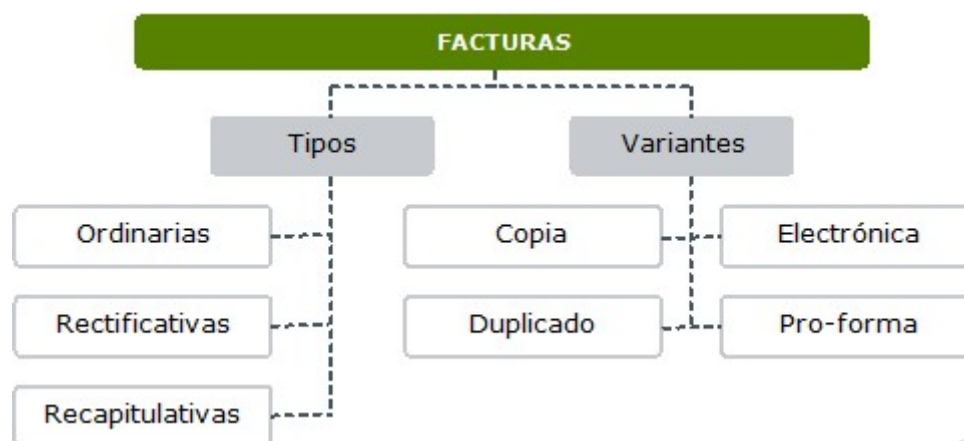 FACTURAS
Tipos
Variantes
Ordinarias
Copia
Electrónica
Rectificativas
Duplicado
Pro-forma
Recapitulativas